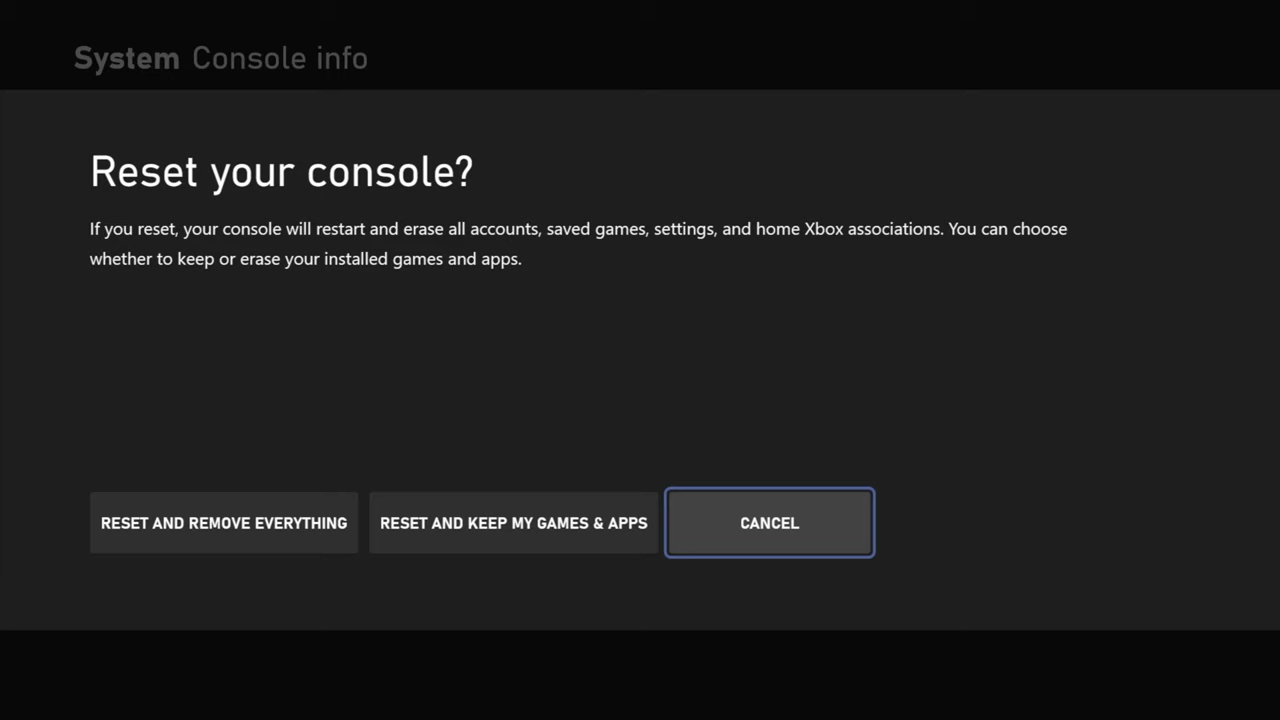 System Console info
Reset your console?
If you reset, your console will restart and erase all accounts, saved games, settings, and home Xbox associations. You can choose
whether to keep or erase your installed games and apps.
RESET AND REMOVE EVERYTHING
RESET AND KEEP MY GAMES & APPS
CANCEL